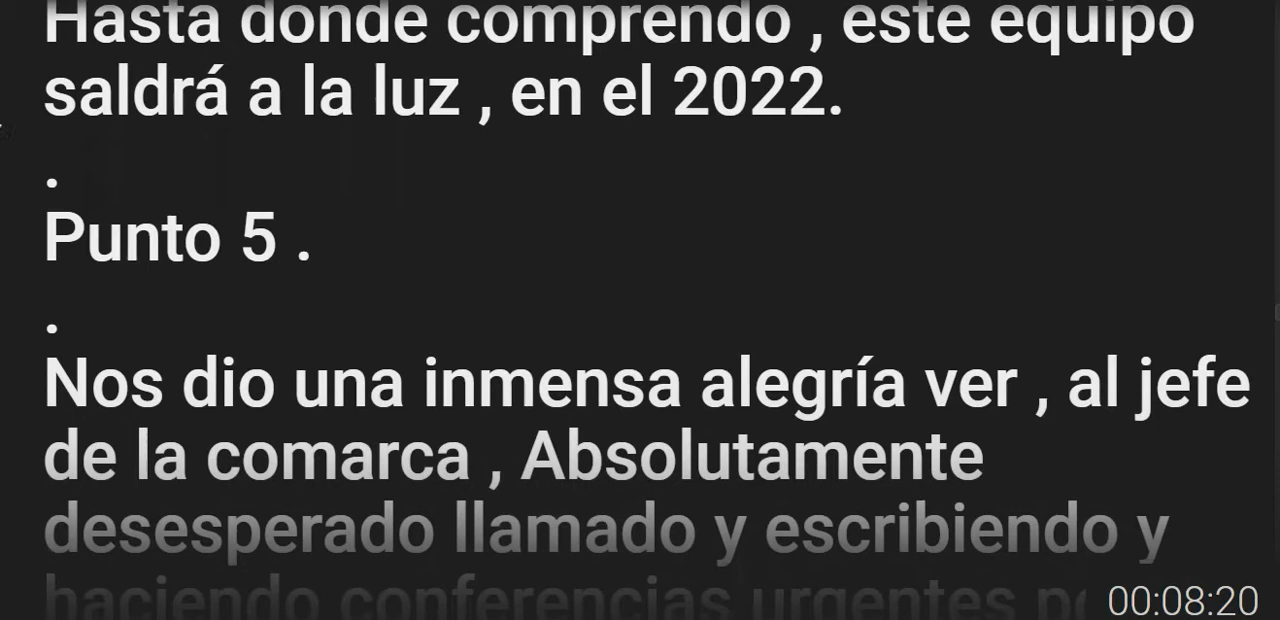 Hasta donde comprendo , este equipo
saldrá a la luz , en el 2022.
.
Punto 5 .
.
Nos dio una inmensa alegría ver , al jefe
de la comarca , Absolutamente
desesperado llamado y escribiendo y
haciendo conferencias urgentes
00:08:20